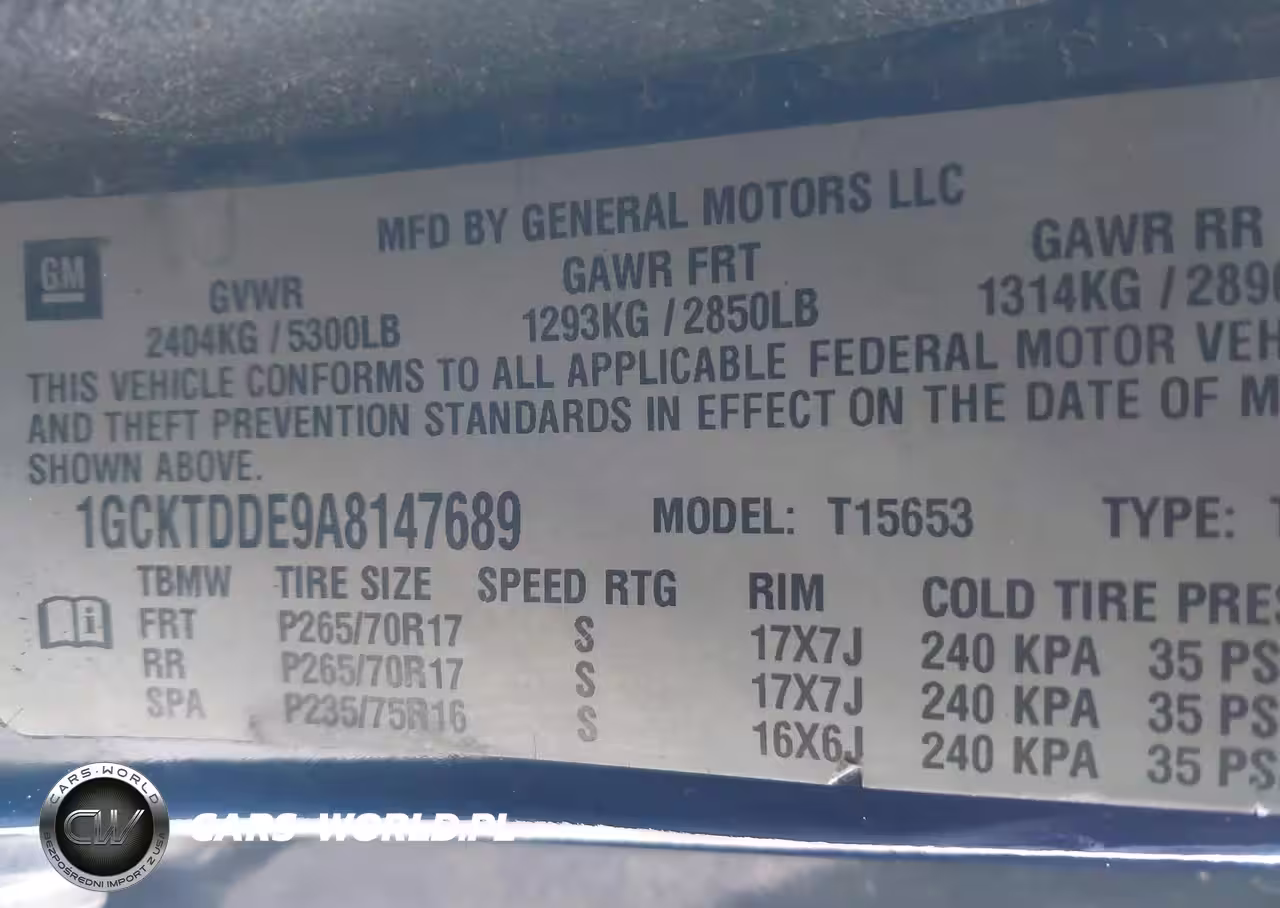 MFD BY GENERAL MOTORS LLC
GM
GVWR GAWR FRT GAWR RR
2404KG / 5300LB 1293KG / 2850LB 1314KG / 289
THIS VEHICLE CONFORMS TO ALL APPLICABLE FEDERAL MOTOR VEH
AND THEFT PREVENTION STANDARDS IN EFFECT ON THE DATE OF M
SHOWN ABOVE.
1GCKTDDE9A8147689 MODEL: T15653 TYPE:
TBMW TIRE SIZE SPEED RTG RIM COLD TIRE PRES
FRT P265/70R17 S 17X7J 240 KPA 35 PS
RR P265/70R17 S 17X7J 240 KPA 35 PS
SPA P235/75R16 S 16X6J 240 KPA 35 PS
CARS-WORLD
CW
BEZPOŚREDNI IMPORT Z USA
CARS-WORLD.PL